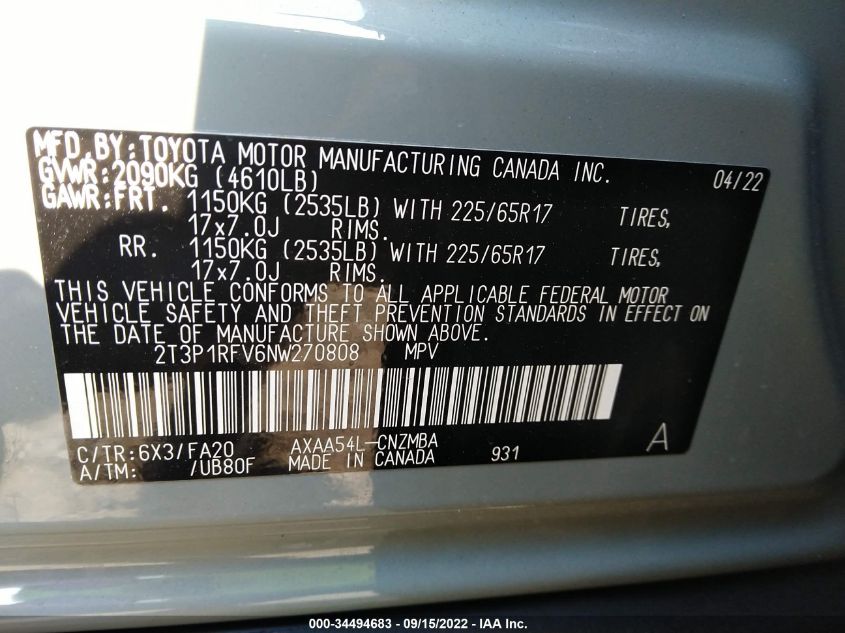 MFD. BY: TOYOTA MOTOR MANUFACTURING CANADA INC. 04/22
GVWR: 2090KG (4610LB)
GAWR: FRT. 1150KG (2535LB) WITH 225/65R17 TIRES,
17x7.0J RIMS.
RR. 1150KG (2535LB) WITH 225/65R17 TIRES,
17x7.0J RIMS.
THIS VEHICLE CONFORMS TO ALL APPLICABLE FEDERAL MOTOR
VEHICLE SAFETY AND THEFT PREVENTION STANDARDS IN EFFECT ON
THE DATE OF MANUFACTURE SHOWN ABOVE.
2T3P1RFV6NW270808 MPV
C/TR: 6X3/FA20 AXAA54L-CNZMBA A
A/TM: /UB80F MADE IN CANADA 931
000-34494683 - 09/15/2022 - IAA Inc.